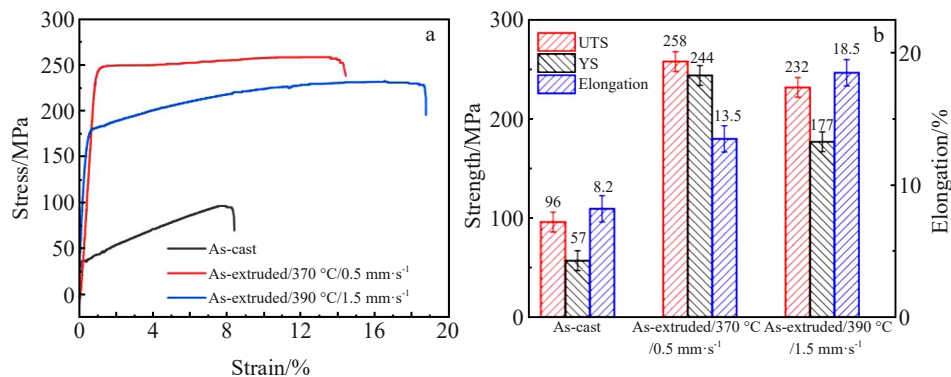 300
250
200
150
100
50
0
Stress/MPa
a
As-cast
As-extruded/370 °C/0.5 mm·s⁻¹
As-extruded/390 °C/1.5 mm·s⁻¹
0 4 8 12 16 20
Strain/%
300
200
100
0
Strength/MPa
b
UTS
YS
Elongation
96
57
8.2
258
244
13.5
232
177
18.5
20
10
0
Elongation/%
As-cast
As-extruded/370 °C
/0.5 mm·s⁻¹
As-extruded/390 °C
/1.5 mm·s⁻¹